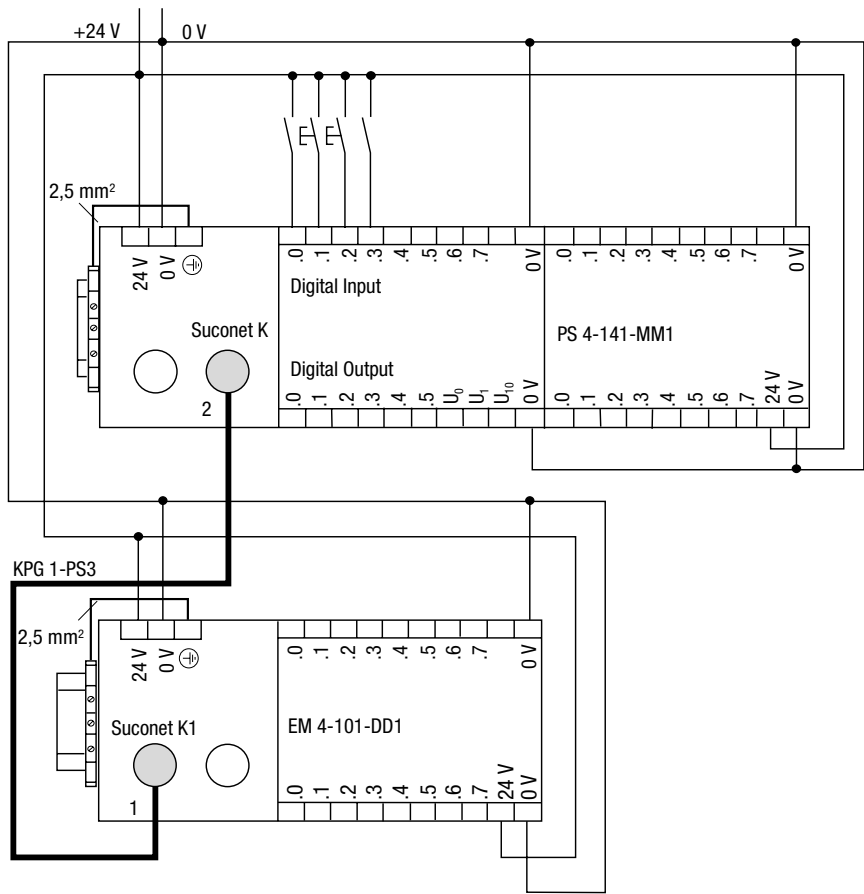 +24 V 0 V
2,5 mm²
24 V 0 V
.0 .1 .2 .3 .4 .5 .6 .7 0 V
.0 .1 .2 .3 .4 .5 .6 .7 0 V
Digital Input
Suconet K
PS 4-141-MM1
Digital Output
2
.0 .1 .2 .3 .4 .5 U₀ U₁ U₁₀ 0 V
.0 .1 .2 .3 .4 .5 .6 .7 24 V 0 V
KPG 1-PS3
2,5 mm²
24 V 0 V
.0 .1 .2 .3 .4 .5 .6 .7 0 V
Suconet K1
EM 4-101-DD1
1
.0 .1 .2 .3 .4 .5 .6 .7 24 V 0 V